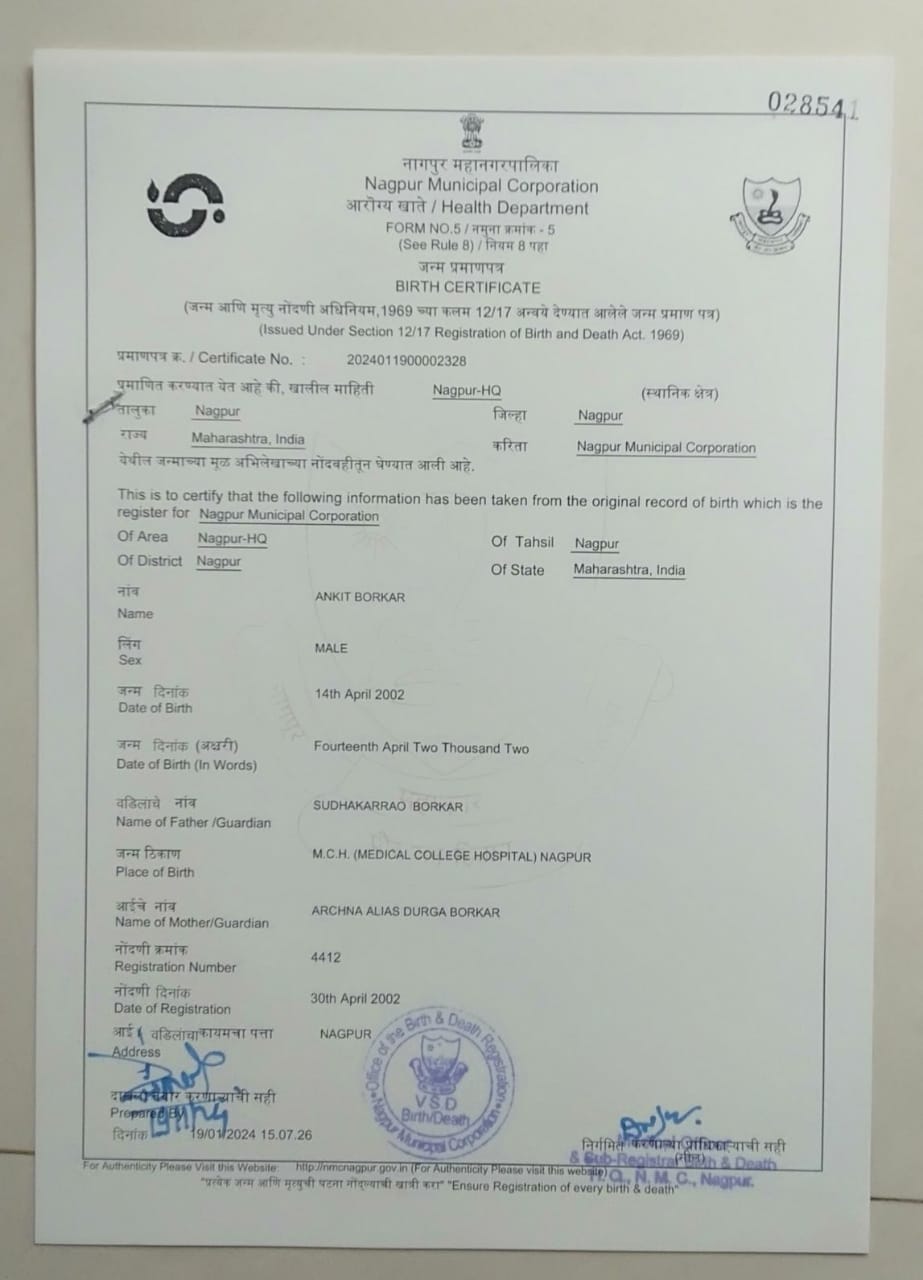 028541
नागपुर महानगरपालिका
Nagpur Municipal Corporation
आरोग्य खाते / Health Department
FORM NO.5 / नमुना क्रमांक - 5
(See Rule 8) / नियम 8 पहा
जन्म प्रमाणपत्र
BIRTH CERTIFICATE
(जन्म आणि मृत्यु नोंदणी अधिनियम,1969 च्या कलम 12/17 अन्वये देण्यात आलेले जन्म प्रमाण पत्र)
(Issued Under Section 12/17 Registration of Birth and Death Act. 1969)
प्रमाणपत्र क्र. / Certificate No. : 2024011900002328
प्रमाणित करण्यात येत आहे की, खालील माहिती Nagpur-HQ (स्थानिक क्षेत्र)
तालुका Nagpur जिल्हा Nagpur
राज्य Maharashtra, India करिता Nagpur Municipal Corporation
येथील जन्माच्या मूळ अभिलेखाच्या नोंदवहीतून घेण्यात आली आहे.
This is to certify that the following information has been taken from the original record of birth which is the
register for Nagpur Municipal Corporation
Of Area Nagpur-HQ Of Tahsil Nagpur
Of District Nagpur Of State Maharashtra, India
नांव
Name ANKIT BORKAR
लिंग
Sex MALE
जन्म दिनांक
Date of Birth 14th April 2002
जन्म दिनांक (अक्षरी)
Date of Birth (In Words) Fourteenth April Two Thousand Two
वडिलांचे नांव
Name of Father /Guardian SUDHAKARRAO BORKAR
जन्म ठिकाण
Place of Birth M.C.H. (MEDICAL COLLEGE HOSPITAL) NAGPUR
आईचे नांव
Name of Mother/Guardian ARCHNA ALIAS DURGA BORKAR
नोंदणी क्रमांक
Registration Number 4412
नोंदणी दिनांक
Date of Registration 30th April 2002
आई / वडिलांचा कायमचा पत्ता NAGPUR
Address
Office of the Birth & Death Registration
V S D
Birth/Death
Nagpur Municipal Corporation
दाखला तयार करणाऱ्याची सही
Prepared By
दिनांक 19/01/2024 15.07.26
निर्गमित करणाऱ्या प्राधिकाऱ्याची सही
(सील)
& Sub-Registrar Birth & Death
H. Q., N. M. C., Nagpur.
For Authenticity Please Visit this Website: http://nmcnagpur.gov.in (For Authenticity Please visit this website)
"प्रत्येक जन्म आणि मृत्युची घटना नोंदल्याची खात्री करा" "Ensure Registration of every birth & death"